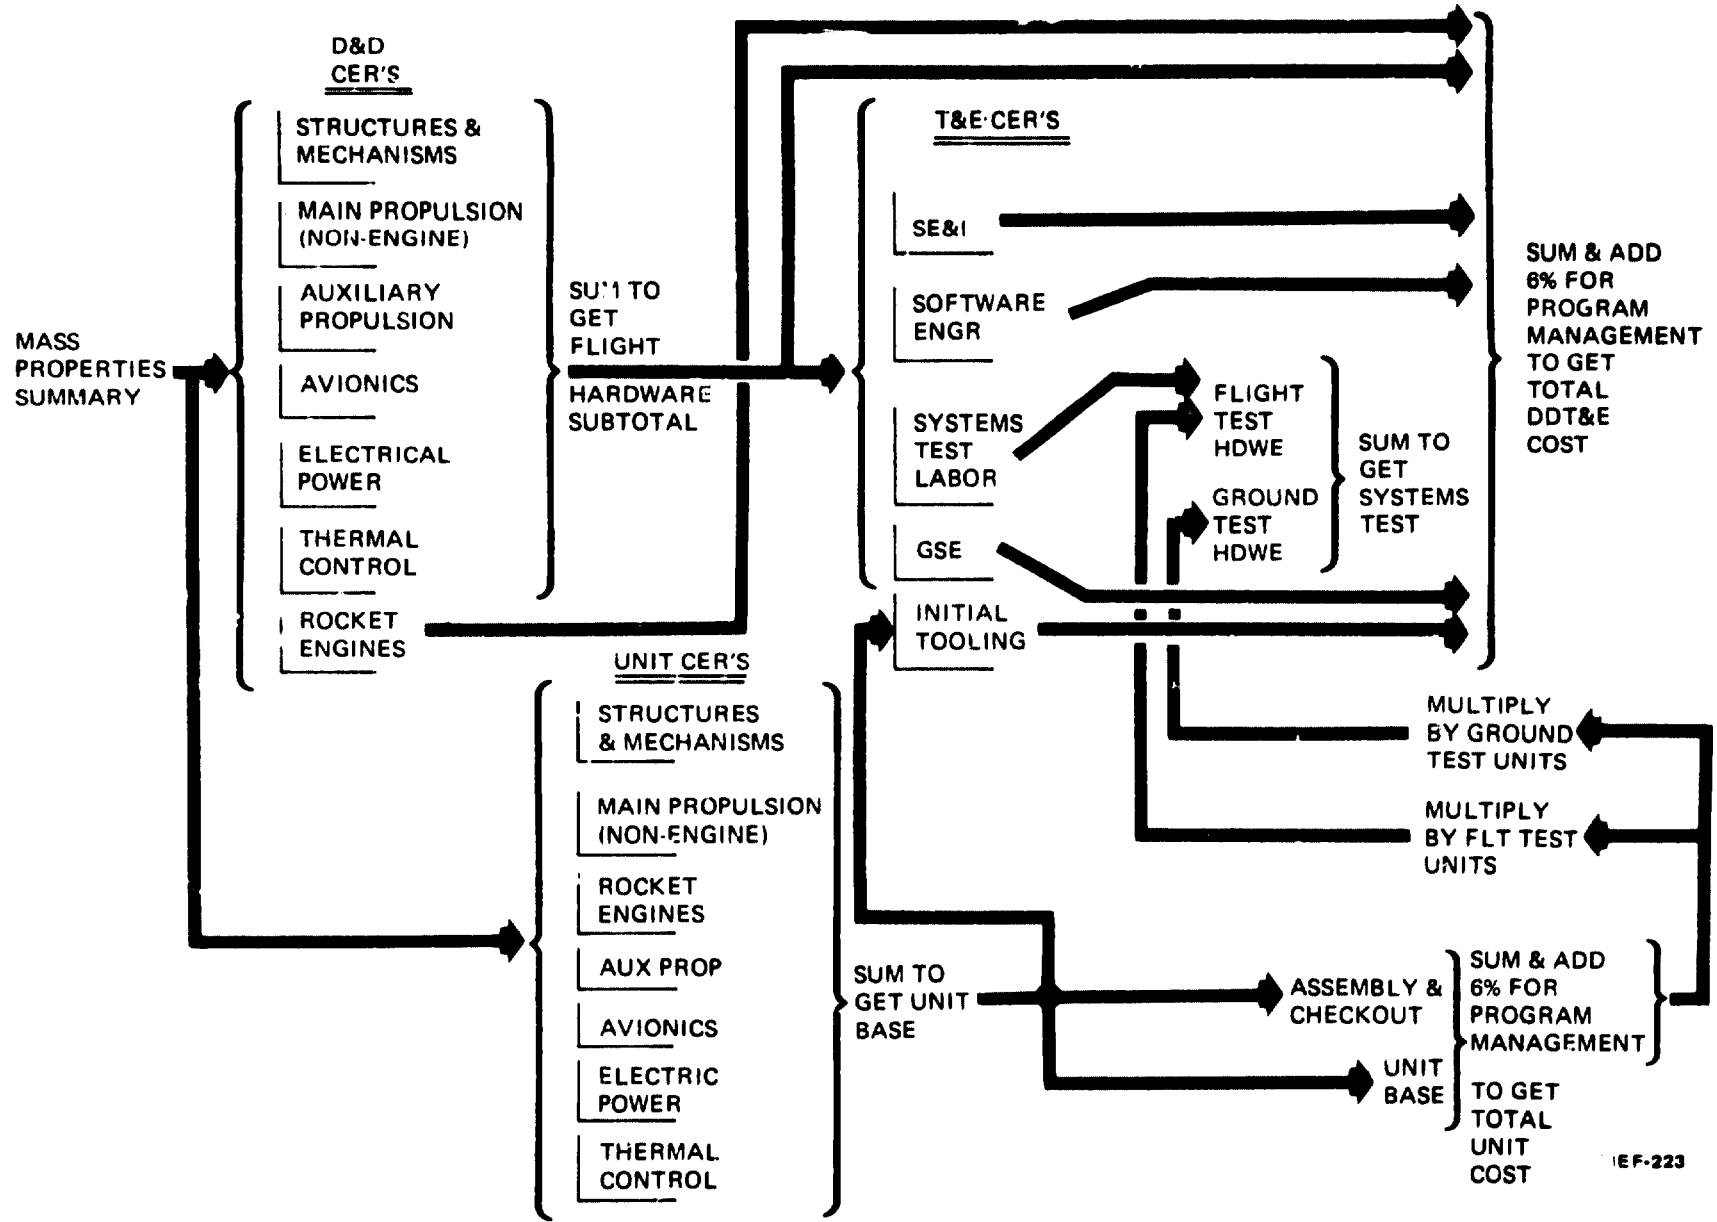 D&D
CER'S
STRUCTURES &
MECHANISMS
MAIN PROPULSION
(NON-ENGINE)
AUXILIARY
PROPULSION
AVIONICS
ELECTRICAL
POWER
THERMAL
CONTROL
ROCKET
ENGINES
MASS
PROPERTIES
SUMMARY
SUM TO
GET
FLIGHT
HARDWARE
SUBTOTAL
T&E CER'S
SE&I
SOFTWARE
ENGR
SYSTEMS
TEST
LABOR
GSE
INITIAL
TOOLING
FLIGHT
TEST
HDWE
GROUND
TEST
HDWE
SUM TO
GET
SYSTEMS
TEST
SUM & ADD
6% FOR
PROGRAM
MANAGEMENT
TO GET
TOTAL
DDT&E
COST
UNIT CER'S
STRUCTURES
& MECHANISMS
MAIN PROPULSION
(NON-ENGINE)
ROCKET
ENGINES
AUX PROP
AVIONICS
ELECTRIC
POWER
THERMAL
CONTROL
SUM TO
GET UNIT
BASE
MULTIPLY
BY GROUND
TEST UNITS
MULTIPLY
BY FLT TEST
UNITS
ASSEMBLY &
CHECKOUT
UNIT
BASE
SUM & ADD
6% FOR
PROGRAM
MANAGEMENT
TO GET
TOTAL
UNIT
COST
EF-223